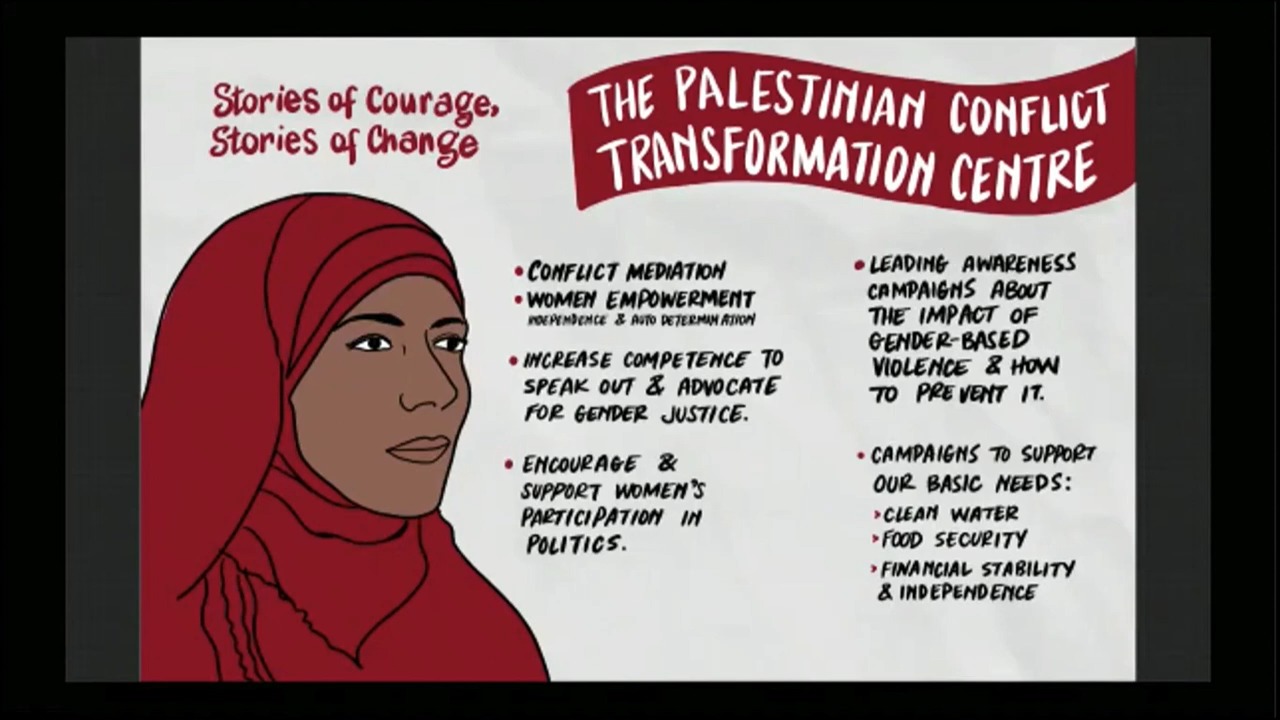 Stories of Courage,
Stories of Change
THE PALESTINIAN CONFLICT
TRANSFORMATION CENTRE
• CONFLICT MEDIATION
• WOMEN EMPOWERMENT
INDEPENDENCE & AUTO DETERMINATION
• INCREASE COMPETENCE TO
SPEAK OUT & ADVOCATE
FOR GENDER JUSTICE.
• ENCOURAGE &
SUPPORT WOMEN'S
PARTICIPATION IN
POLITICS.
• LEADING AWARENESS
CAMPAIGNS ABOUT
THE IMPACT OF
GENDER-BASED
VIOLENCE & HOW
TO PREVENT IT.
• CAMPAIGNS TO SUPPORT
OUR BASIC NEEDS:
> CLEAN WATER
> FOOD SECURITY
> FINANCIAL STABILITY
& INDEPENDENCE